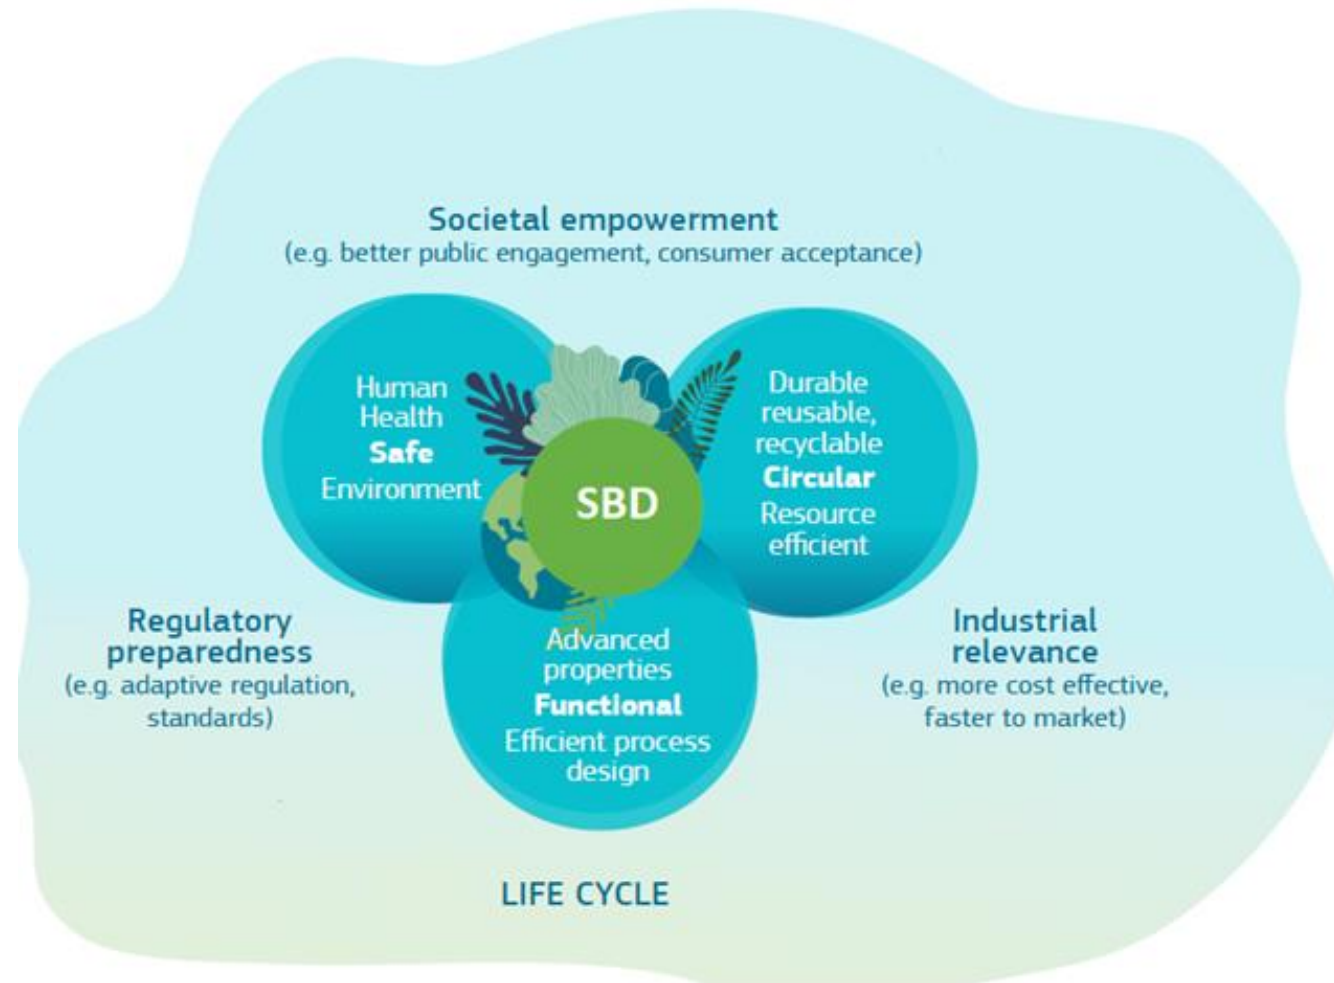 Societal empowerment
(e.g. better public engagement, consumer acceptance)
Human
Health
Safe
Environment
SBD
Durable
reusable,
recyclable
Circular
Resource
efficient
Regulatory
preparedness
(e.g. adaptive regulation,
standards)
Advanced
properties
Functional
Efficient process
design
Industrial
relevance
(e.g. more cost effective,
faster to market)
LIFE CYCLE